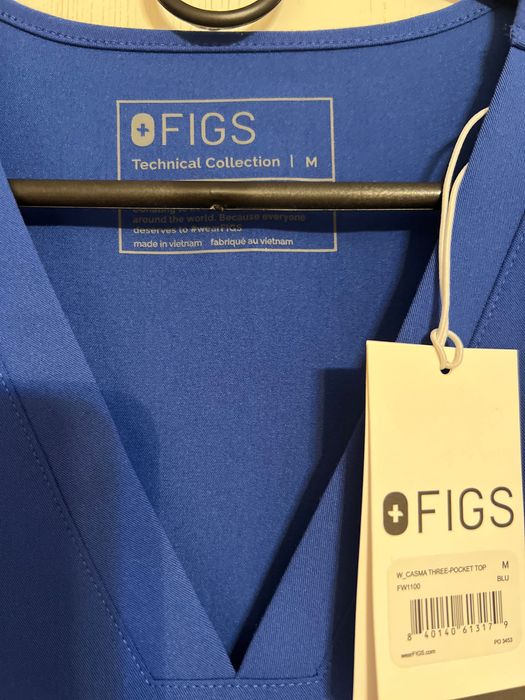 FIGS
Technical Collection | M
around the world. Because everyone
deserves to #wearFIGS
made in vietnam fabriqué au vietnam
FIGS
W_CASMA THREE-POCKET TOP M
FW1100 BLU
8 40140 61317 9
wearFIGS.com PO 3453